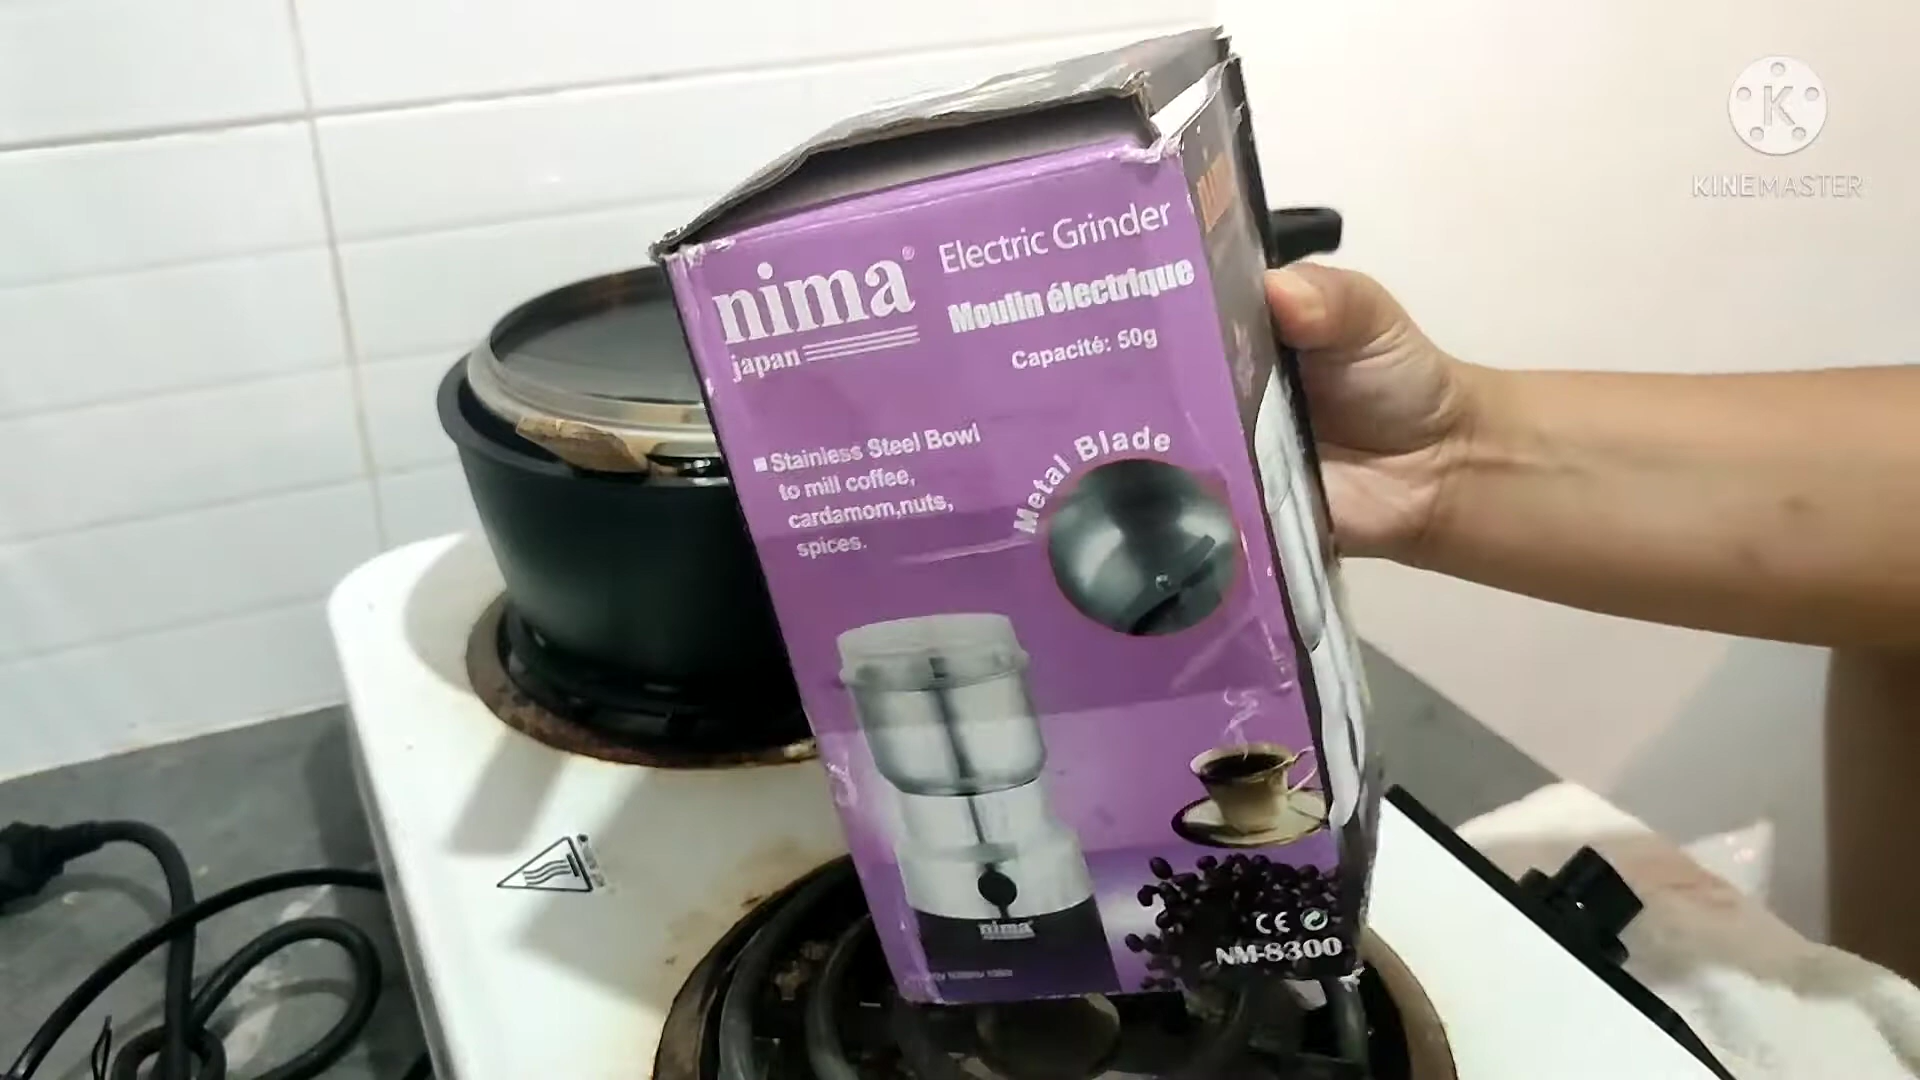 KINEMASTER
nima®
japan
Electric Grinder
Moulin électrique
Capacité: 50g
Stainless Steel Bowl
to mill coffee,
cardamom,nuts,
spices.
Metal Blade
nima
CE
NM-8300